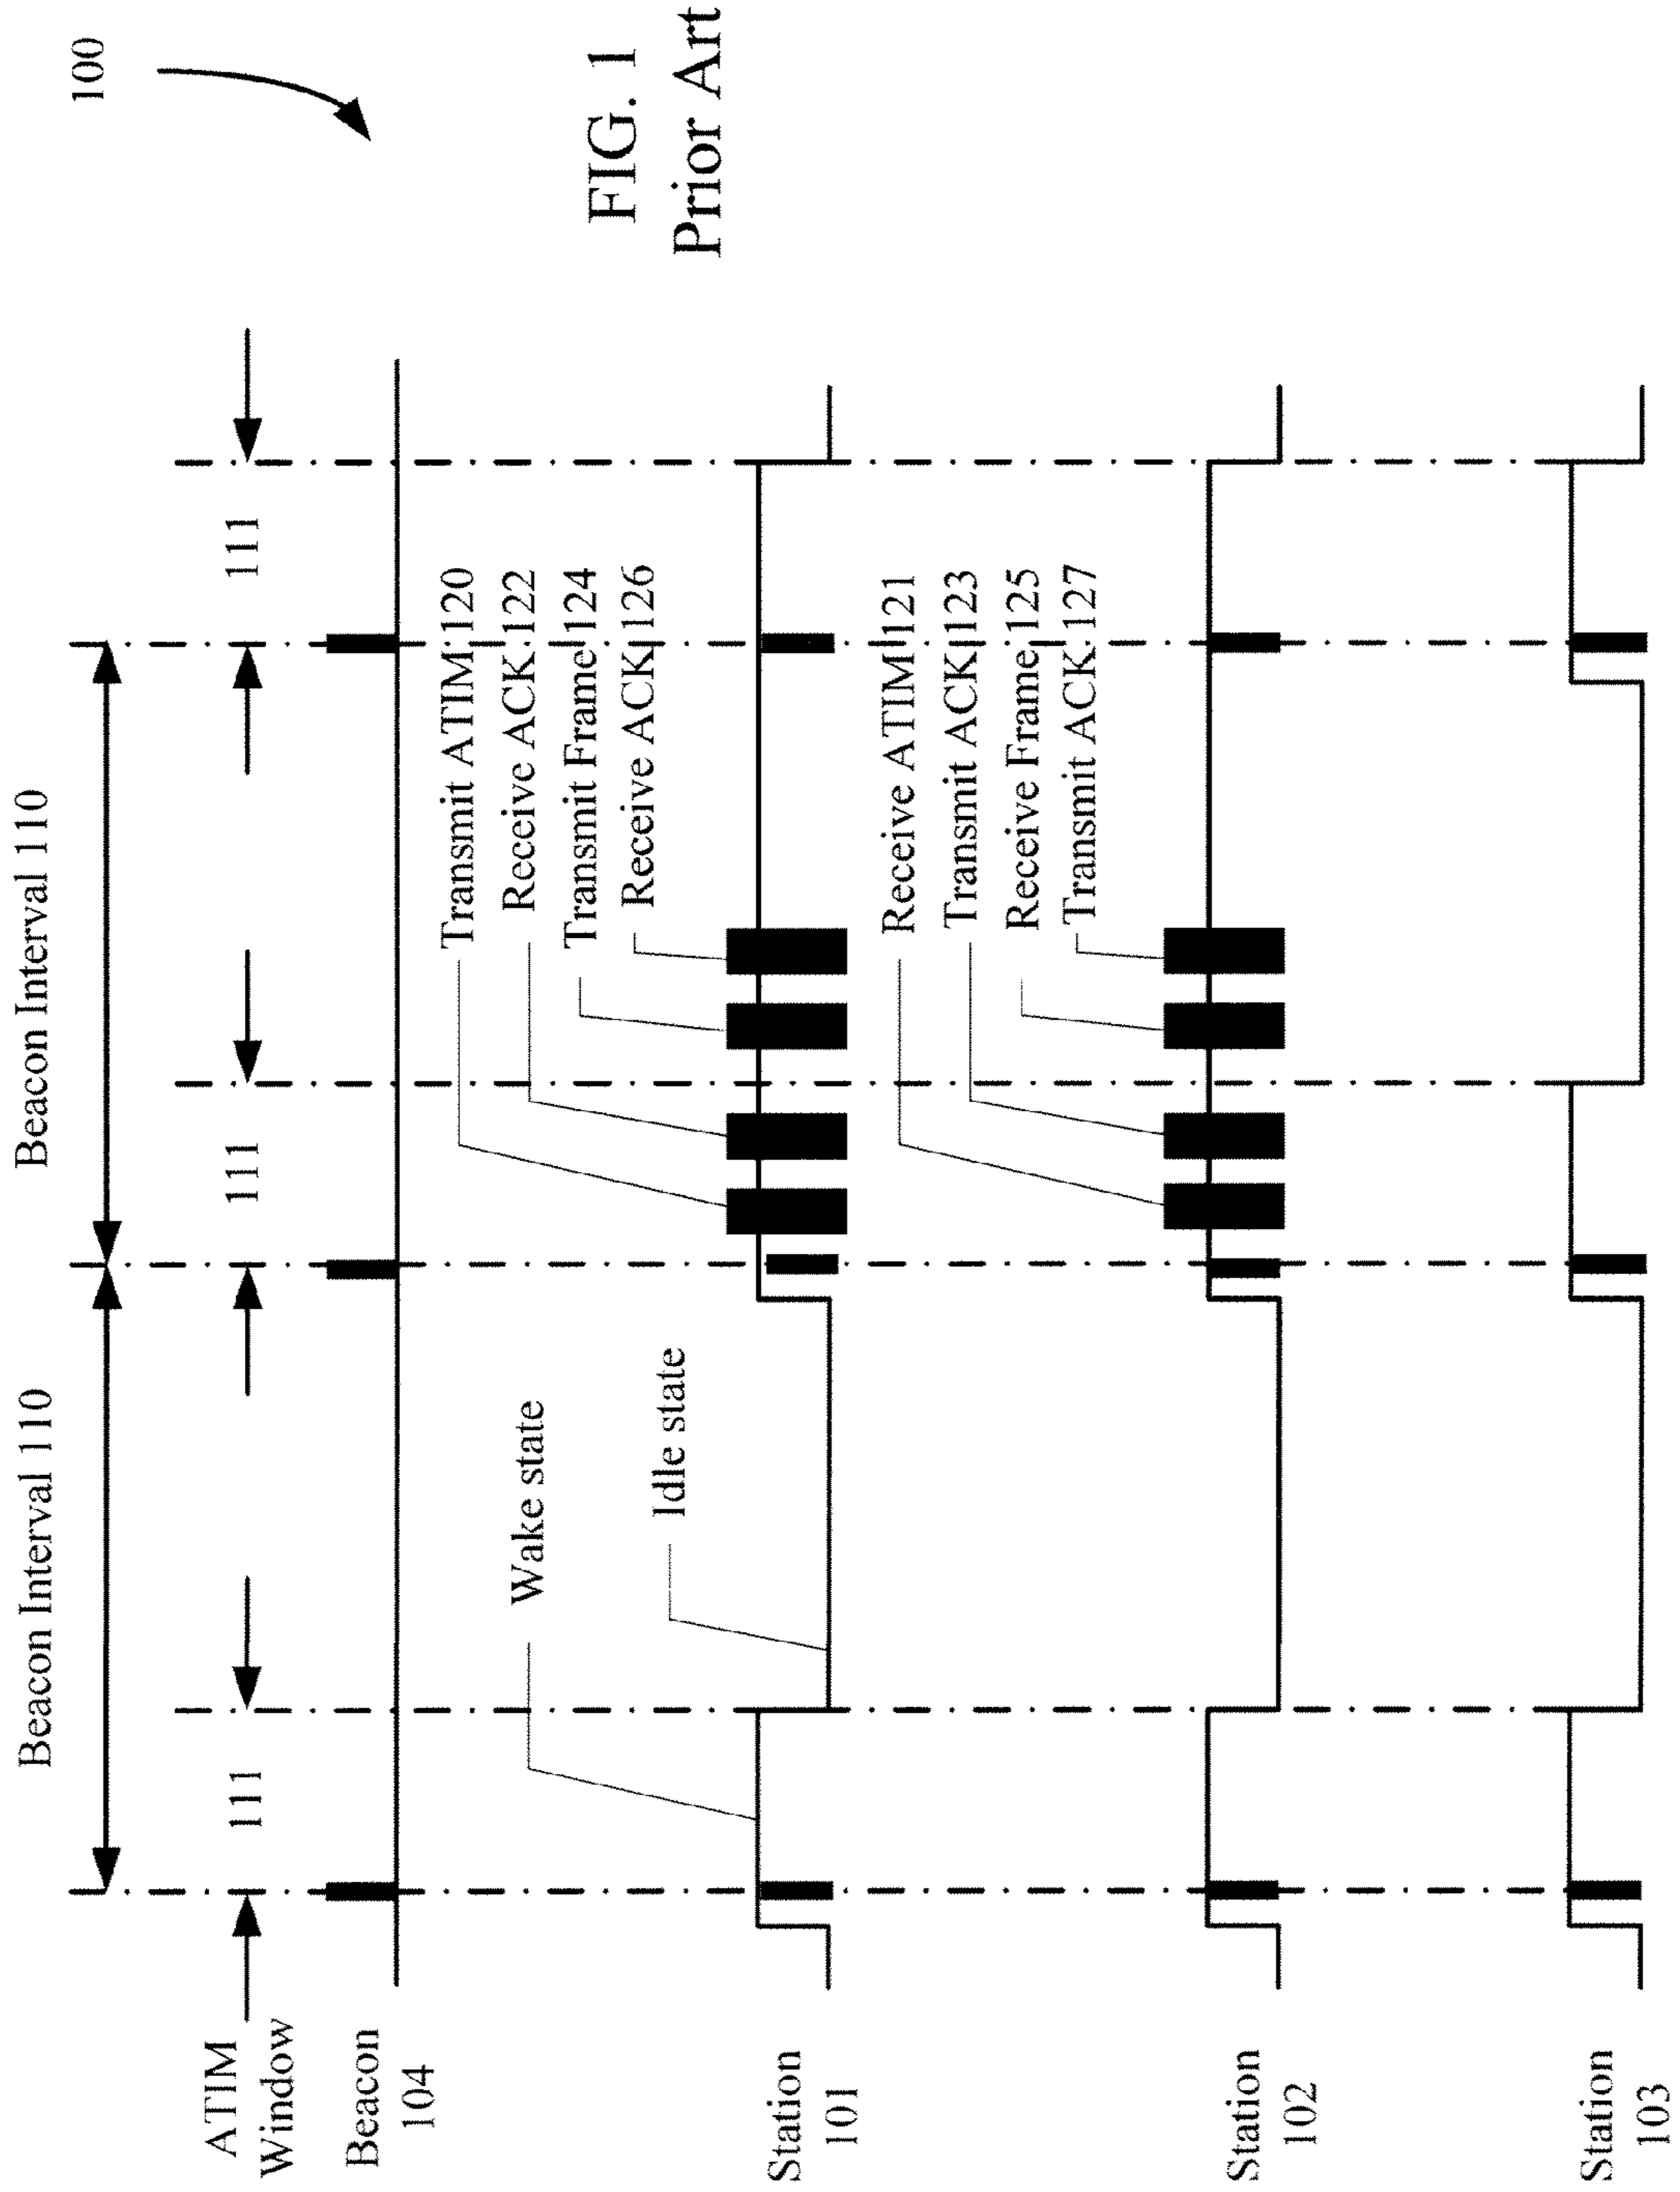 100
FIG. 1
Prior Art
Beacon Interval 110
Beacon Interval 110
ATIM
Window
111
111
111
Beacon
104
Transmit ATIM 120
Receive ACK 122
Transmit Frame 124
Receive ACK 126
Wake state
Idle state
Station
101
Receive ATIM 121
Transmit ACK 123
Receive Frame 125
Transmit ACK 127
Station
102
Station
103